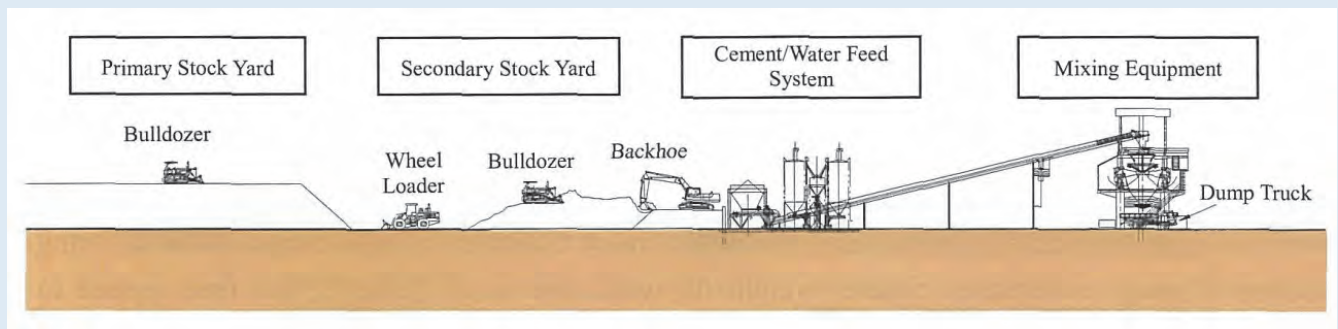 Primary Stock Yard
Secondary Stock Yard
Cement/Water Feed
System
Mixing Equipment
Bulldozer
Wheel
Loader
Bulldozer
Backhoe
Dump Truck